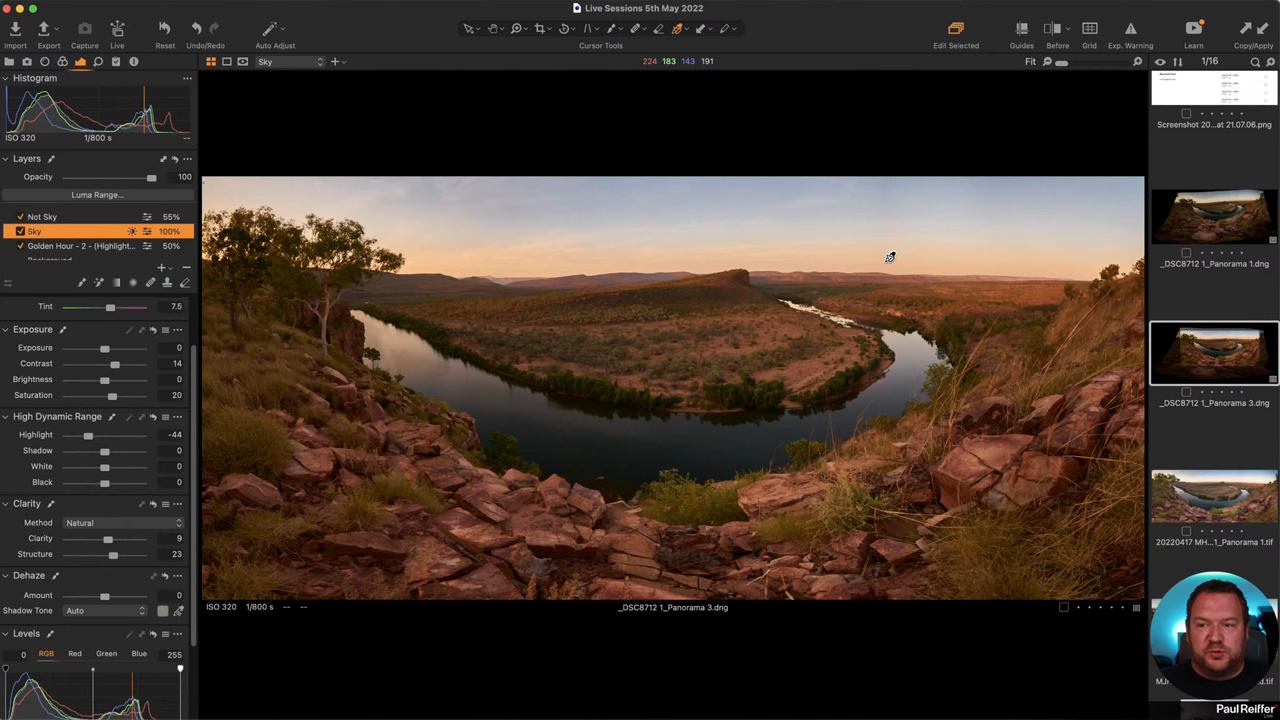 Live Sessions 5th May 2022
Import
Export
Capture
Live
Reset
Undo/Redo
Auto Adjust
Cursor Tools
Edit Selected
Guides
Before
Grid
Exp. Warning
Learn
Copy/Apply
Sky
224 183 143 191
Fit
1/16
Histogram
ISO 320 1/800 s --
Layers
Opacity 100
Luma Range...
Not Sky 55%
Sky 100%
Golden Hour - 2 - (Highlight... 50%
Background
Tint 7.5
Exposure
Exposure 0
Contrast 14
Brightness 0
Saturation 20
High Dynamic Range
Highlight -44
Shadow 0
White 0
Black 0
Clarity
Method Natural
Clarity 9
Structure 23
Dehaze
Amount 0
Shadow Tone Auto
Levels
0 RGB Red Green Blue 255
ISO 320 1/800 s -- --
_DSC8712 1_Panorama 3.dng
Screenshot 20...at 21.07.06.png
_DSC8712 1_Panorama 1.dng
_DSC8712 1_Panorama 3.dng
20220417 MH...1_Panorama 1.tif
Paul Reiffer
Live